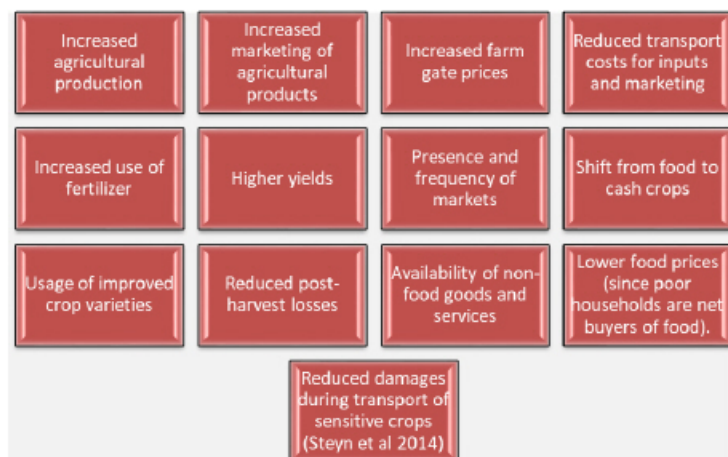 Increased
agricultural
production
Increased
marketing of
agricultural
products
Increased farm
gate prices
Reduced transport
costs for inputs
and marketing
Increased use of
fertilizer
Higher yields
Presence and
frequency of
markets
Shift from food to
cash crops
Usage of improved
crop varieties
Reduced post-
harvest losses
Availability of non-
food goods and
services
Lower food prices
(since poor
households are net
buyers of food).
Reduced damages
during transport of
sensitive crops
(Steyn et al 2014)